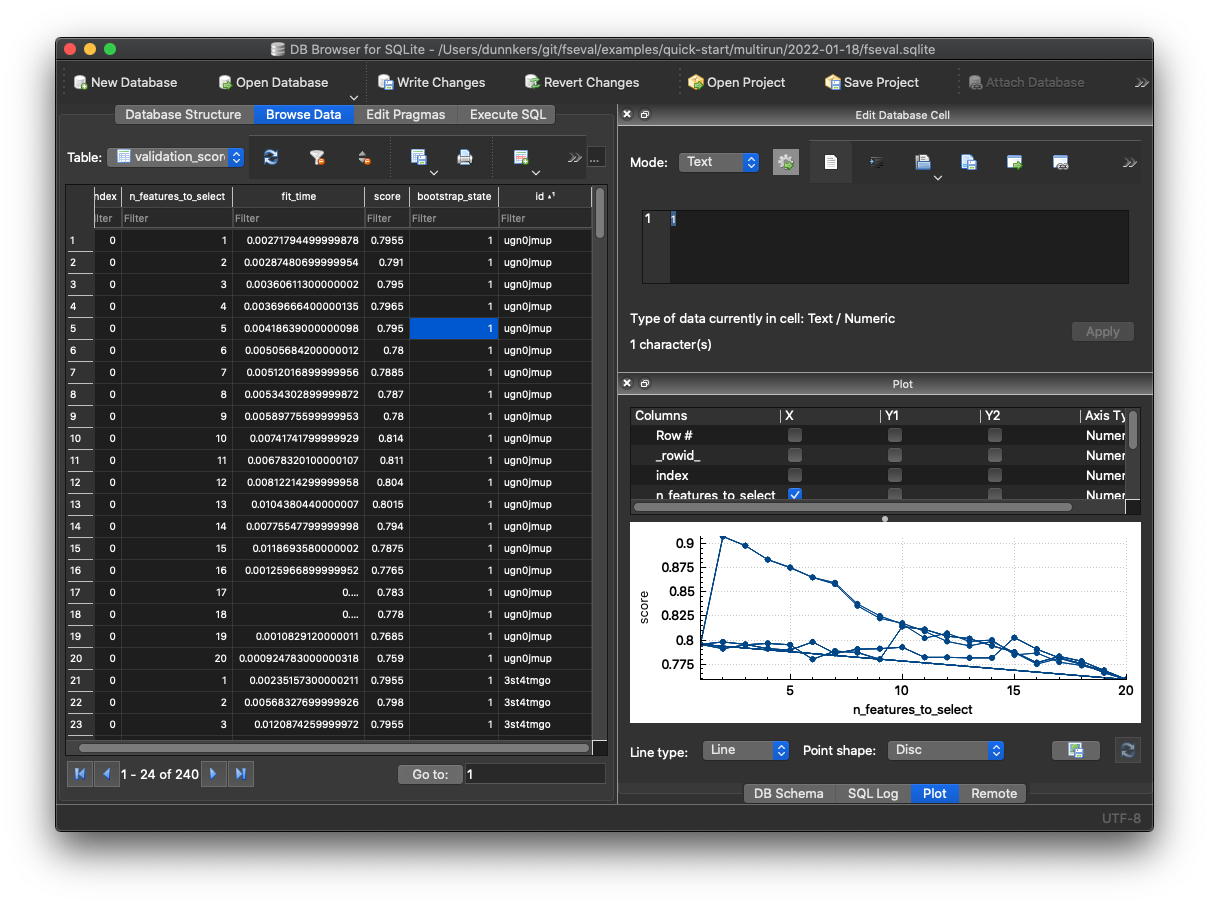 DB Browser for SQLite - /Users/dunnkers/git/fseval/examples/quick-start/multirun/2022-01-18/fseval.sqlite
New Database Open Database Write Changes Revert Changes Open Project Save Project Attach Database
Database Structure Browse Data Edit Pragmas Execute SQL
Table: validation_scor ...
ndex n_features_to_select fit_time score bootstrap_state id
lter Filter Filter Filter Filter Filter
1 0 1 0.00271794499999878 0.7955 1 ugn0jmup
2 0 2 0.00287480699999954 0.791 1 ugn0jmup
3 0 3 0.00360611300000002 0.795 1 ugn0jmup
4 0 4 0.00369666400000135 0.7965 1 ugn0jmup
5 0 5 0.00418639000000098 0.795 1 ugn0jmup
6 0 6 0.00505684200000012 0.78 1 ugn0jmup
7 0 7 0.00512016899999956 0.7885 1 ugn0jmup
8 0 8 0.00534302899999872 0.787 1 ugn0jmup
9 0 9 0.00589775599999953 0.78 1 ugn0jmup
10 0 10 0.00741741799999929 0.814 1 ugn0jmup
11 0 11 0.00678320100000107 0.811 1 ugn0jmup
12 0 12 0.00812214299999958 0.804 1 ugn0jmup
13 0 13 0.0104380440000007 0.8015 1 ugn0jmup
14 0 14 0.00775547799999998 0.794 1 ugn0jmup
15 0 15 0.0118693580000002 0.7875 1 ugn0jmup
16 0 16 0.00125966899999952 0.7765 1 ugn0jmup
17 0 17 0.... 0.783 1 ugn0jmup
18 0 18 0.... 0.778 1 ugn0jmup
19 0 19 0.0010829120000011 0.7685 1 ugn0jmup
20 0 20 0.000924783000000318 0.759 1 ugn0jmup
21 0 1 0.00235157300000211 0.7955 1 3st4tmgo
22 0 2 0.00568327699999926 0.798 1 3st4tmgo
23 0 3 0.0120874259999972 0.7955 1 3st4tmgo
1 - 24 of 240 Go to: 1
Edit Database Cell
Mode: Text
1 1
Type of data currently in cell: Text / Numeric
1 character(s)
Apply
Plot
Columns X Y1 Y2 Axis Ty
Row # Numer
_rowid_ Numer
index Numer
n_features_to_select Numer
0.9
0.875
0.85
0.825
0.8
0.775
score
5 10 15 20
n_features_to_select
Line type: Line Point shape: Disc
DB Schema SQL Log Plot Remote
UTF-8